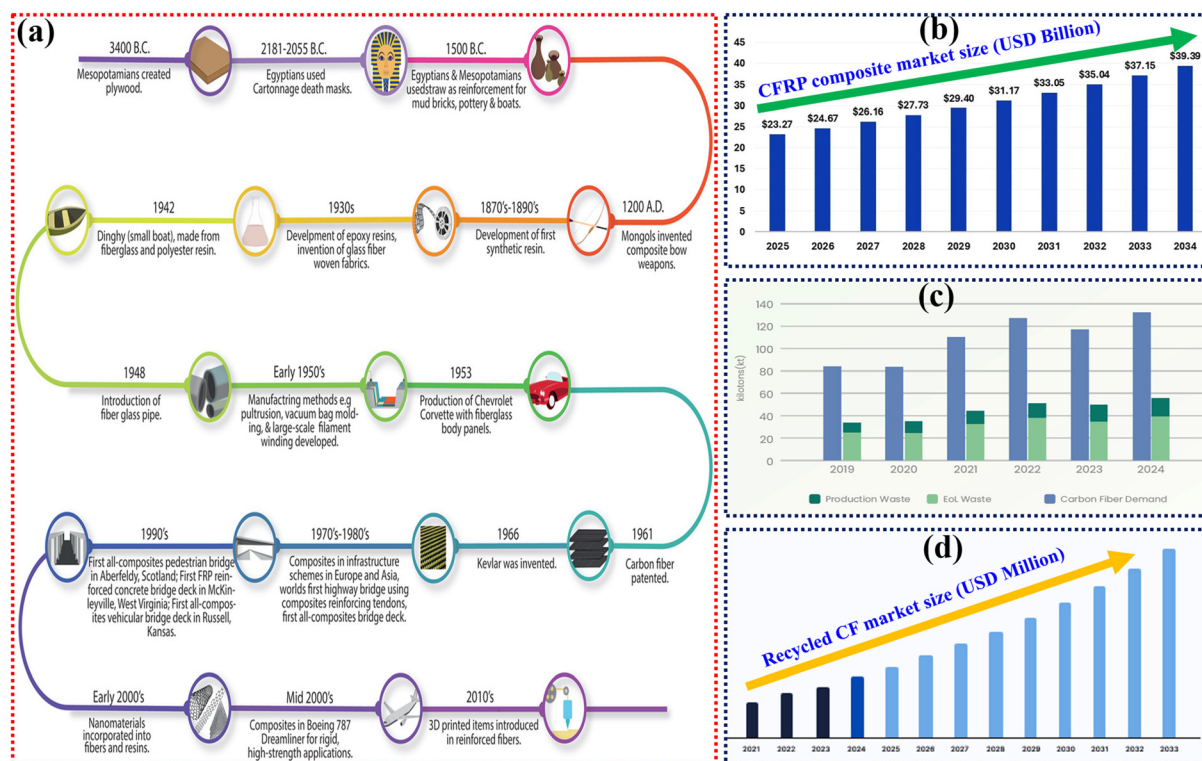 (a)
3400 B.C.
Mesopotamians created
plywood.
2181-2055 B.C.
Egyptians used
Cartonnage death masks.
1500 B.C.
Egyptians & Mesopotamians
usedstraw as reinforcement for
mud bricks, pottery & boats.
1942
Dinghy (small boat), made from
fiberglass and polyester resin.
1930s
Develpment of epoxy resins,
invention of glass fiber
woven fabrics.
1870's-1890's
Development of first
synthetic resin.
1200 A.D.
Mongols invented
composite bow
weapons.
1948
Introduction of
fiber glass pipe.
Early 1950's
Manufactring methods e.g
pultrusion, vacuum bag mold-
ing, & large-scale filament
winding developed.
1953
Production of Chevrolet
Corvette with fiberglass
body panels.
1990's
First all-composites pedestrian bridge
in Aberfeldy, Scotland; First FRP rein-
forced concrete bridge deck in McKin-
leyville, West Virginia; First all-compos-
ites vehicular bridge deck in Russell,
Kansas.
1970's-1980's
Composites in infrastructure
schemes in Europe and Asia,
worlds first highway bridge using
composites reinforcing tendons,
first all-composites bridge deck.
1966
Kevlar was invented.
1961
Carbon fiber
patented.
Early 2000's
Nanomaterials
incorporated into
fibers and resins.
Mid 2000's
Composites in Boeing 787
Dreamliner for rigid,
high-strength applications.
2010's
3D printed items introduced
in reinforced fibers.
(b)
CFRP composite market size (USD Billion)
45
40
35
30
25
20
15
10
5
0
$23.27 $24.67 $26.16 $27.73 $29.40 $31.17 $33.05 $35.04 $37.15 $39.39
2025 2026 2027 2028 2029 2030 2031 2032 2033 2034
(c)
kilotons(kt)
140
120
100
80
60
40
20
0
2019 2020 2021 2022 2023 2024
Production Waste EoL Waste Carbon Fiber Demand
(d)
Recycled CF market size (USD Million)
2021 2022 2023 2024 2025 2026 2027 2028 2029 2030 2031 2032 2033